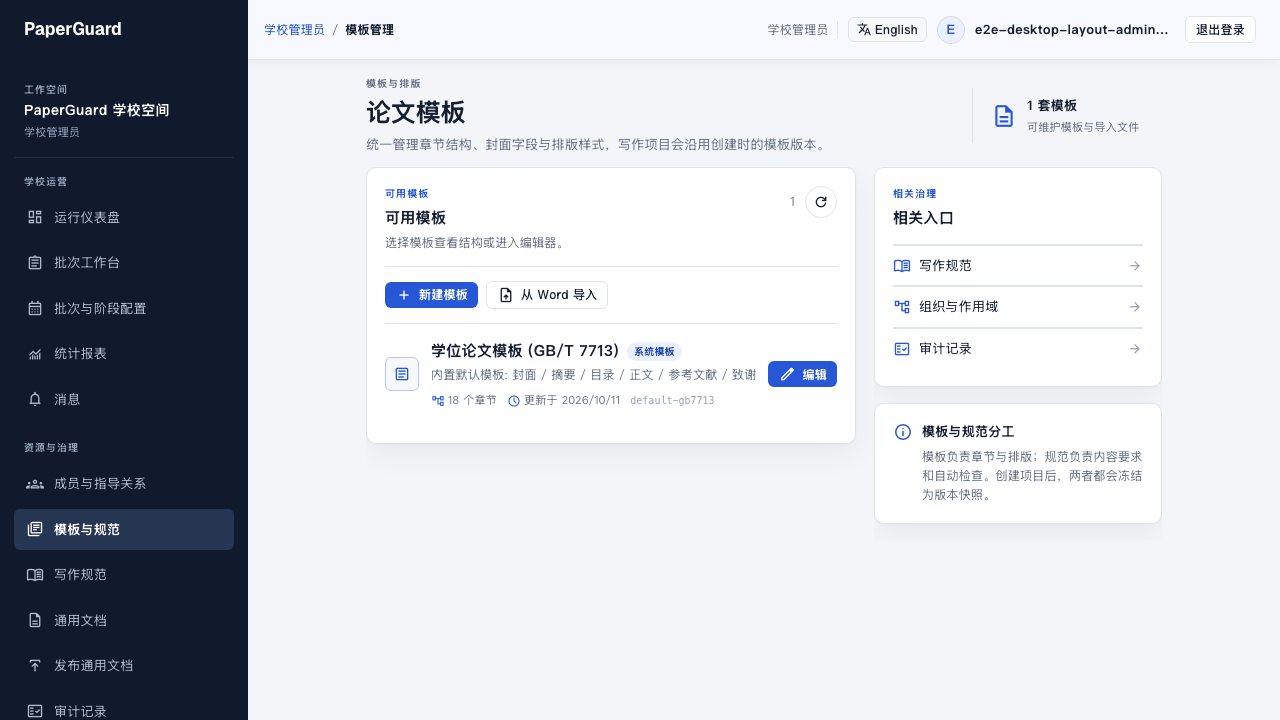 PaperGuard
工作空间
PaperGuard 学校空间
学校管理员
学校运营
运行仪表盘
批次工作台
批次与阶段配置
统计报表
消息
资源与治理
成员与指导关系
模板与规范
写作规范
通用文档
发布通用文档
审计记录
学校管理员 / 模板管理
学校管理员
English
E
e2e-desktop-layout-admin...
退出登录
模板与排版
论文模板
统一管理章节结构、封面字段与排版样式，写作项目会沿用创建时的模板版本。
1 套模板
可维护模板与导入文件
可用模板
可用模板
1
选择模板查看结构或进入编辑器。
新建模板
从 Word 导入
学位论文模板 (GB/T 7713)
系统模板
内置默认模板: 封面 / 摘要 / 目录 / 正文 / 参考文献 / 致谢
18 个章节
更新于 2026/10/11
default-gb7713
编辑
相关治理
相关入口
写作规范
组织与作用域
审计记录
模板与规范分工
模板负责章节与排版；规范负责内容要求
和自动检查。创建项目后，两者都会冻结
为版本快照。